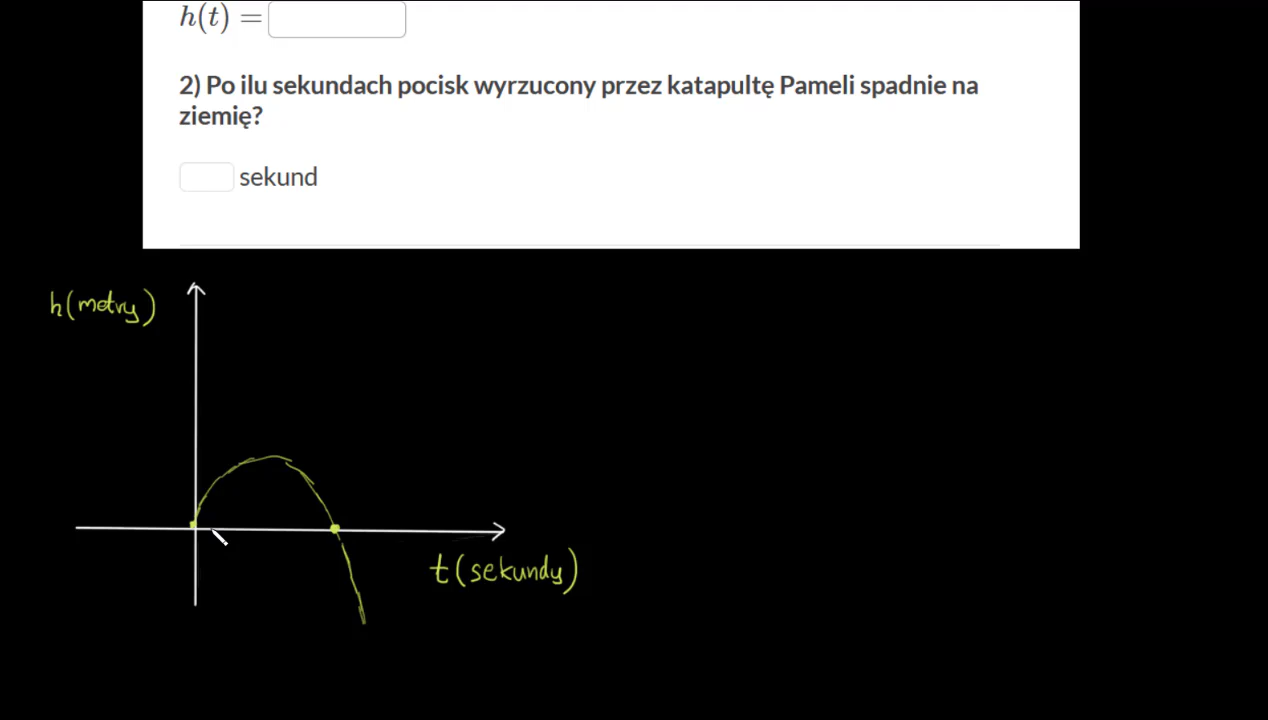 h(t) =
2) Po ilu sekundach pocisk wyrzucony przez katapultę Pameli spadnie na
ziemię?
sekund
h(metry)
t(sekundy)